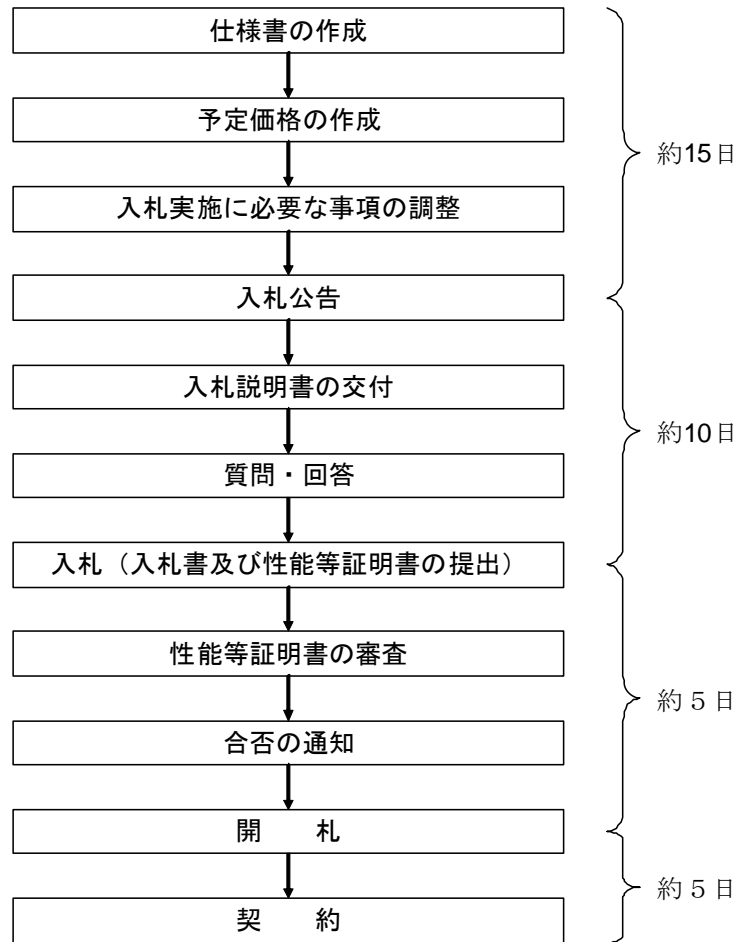 仕様書の作成
予定価格の作成
約15日
入札実施に必要な事項の調整
入札公告
入札説明書の交付
約10日
質問・回答
入札（入札書及び性能等証明書の提出）
性能等証明書の審査
約５日
合否の通知
開　　札
約５日
契　　約